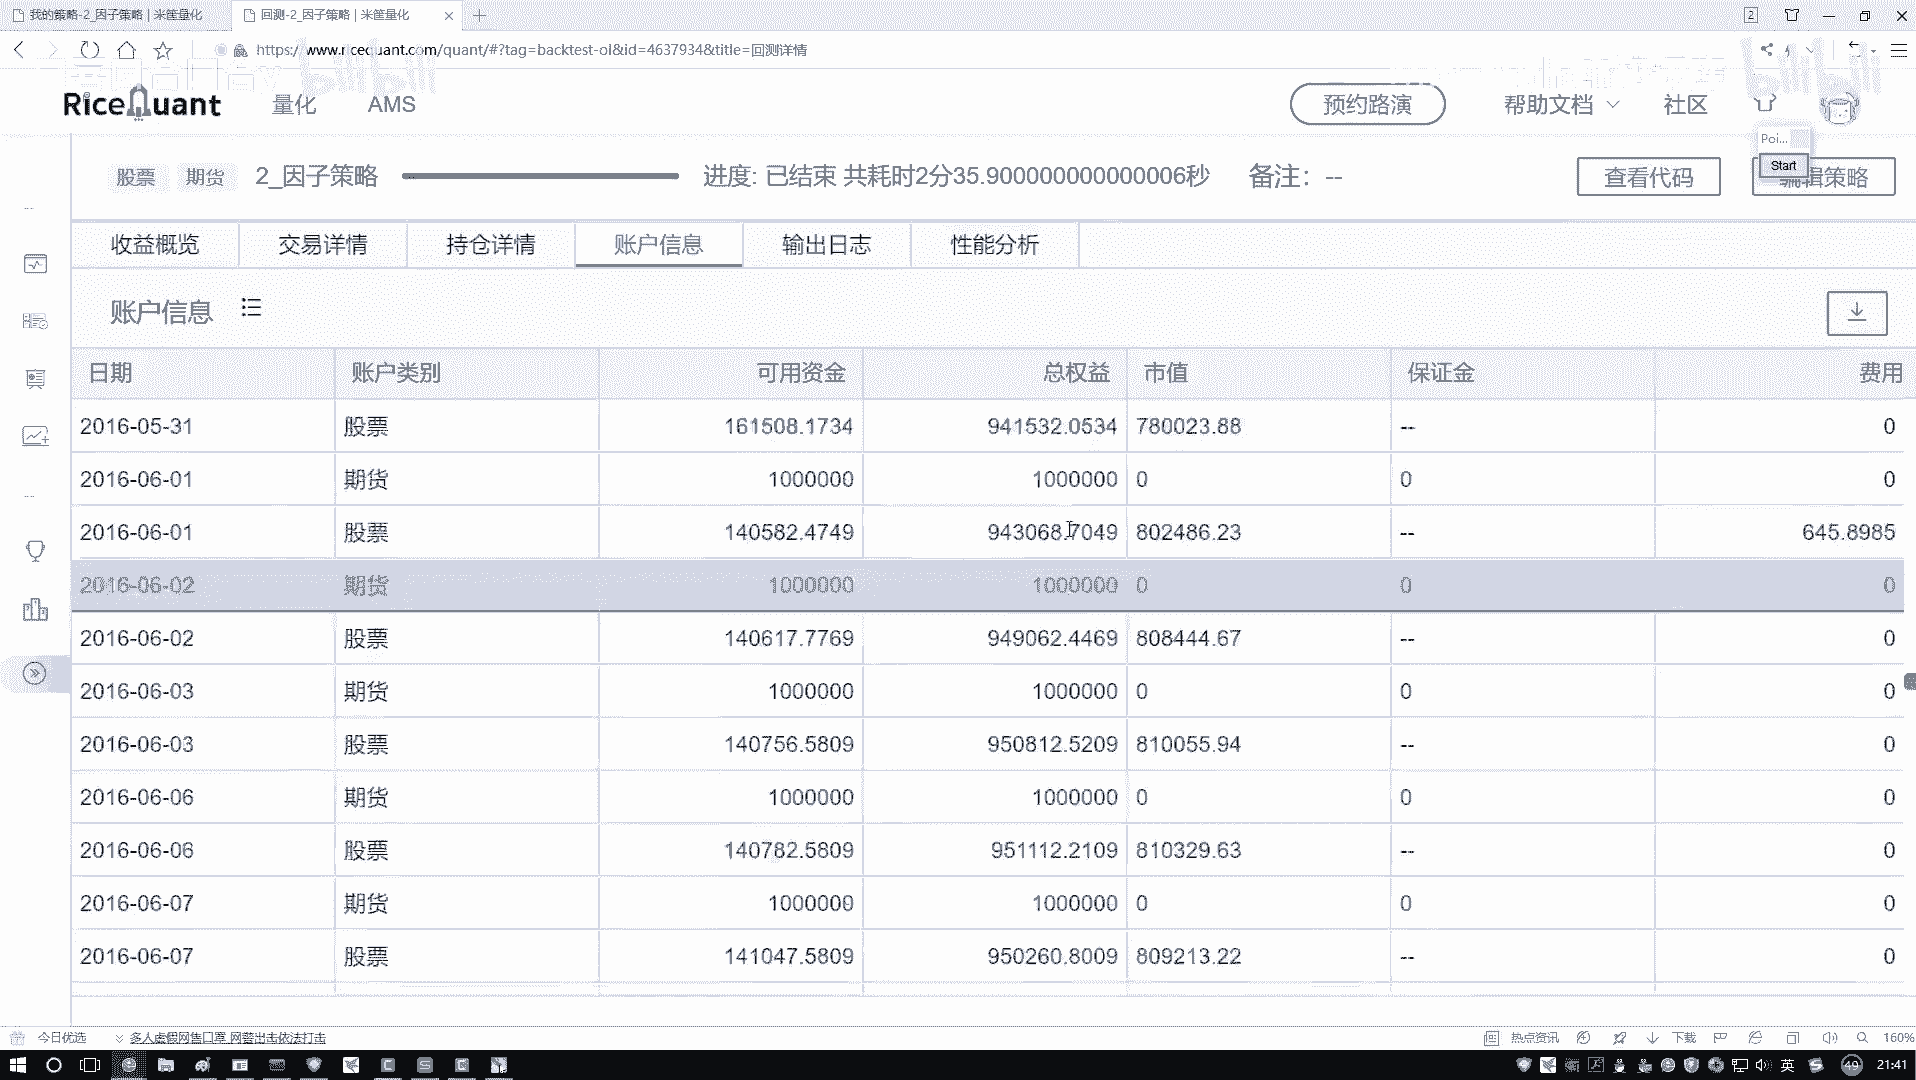 我的策略-2_因子策略 | 米筐量化
回测-2_因子策略 | 米筐量化
2
https://www.ricequant.com/quant/#?tag=backtest-ol&id=4637934&title=回测详情
bilibili
bilibili
RiceQuant
量化
AMS
预约路演
帮助文档
社区
Poi...
Start
股票
期货
2_因子策略
进度: 已结束 共耗时2分35.900000000000006秒
备注：--
查看代码
编辑策略
收益概览
交易详情
持仓详情
账户信息
输出日志
性能分析
账户信息
日期 账户类别 可用资金 总权益 市值 保证金 费用
2016-05-31 股票 161508.1734 941532.0534 780023.88 -- 0
2016-06-01 期货 1000000 1000000 0 0 0
2016-06-01 股票 140582.4749 943068.7049 802486.23 -- 645.8985
2016-06-02 期货 1000000 1000000 0 0 0
2016-06-02 股票 140617.7769 949062.4469 808444.67 -- 0
2016-06-03 期货 1000000 1000000 0 0 0
2016-06-03 股票 140756.5809 950812.5209 810055.94 -- 0
2016-06-06 期货 1000000 1000000 0 0 0
2016-06-06 股票 140782.5809 951112.2109 810329.63 -- 0
2016-06-07 期货 1000000 1000000 0 0 0
2016-06-07 股票 141047.5809 950260.8009 809213.22 -- 0
今日优选
多人虚假网售口罩 网警出击依法打击
热点资讯
下载
160%
英
49
21:41